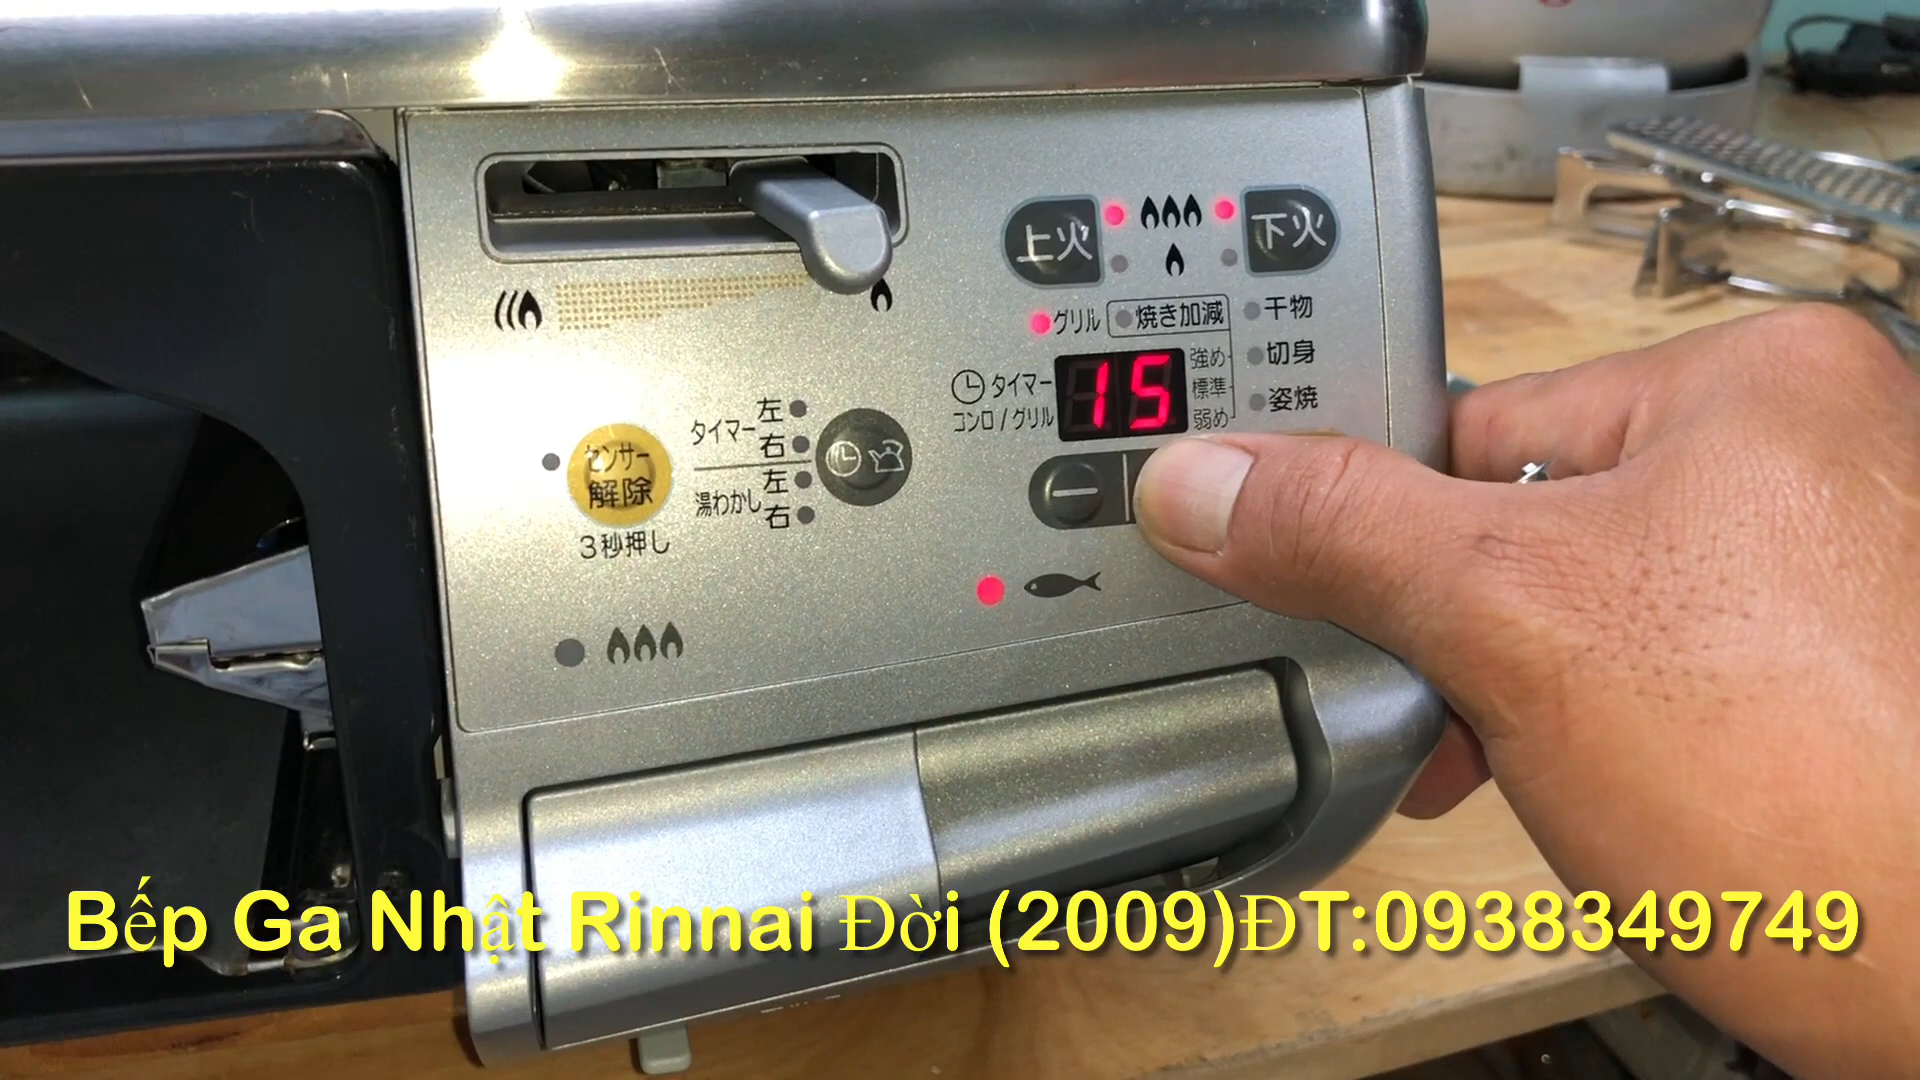 上火
下火
グリル
焼き加減
干物
切身
姿焼
強め
標準
弱め
タイマー
コンロ/グリル
15
センサー
解除
3秒押し
タイマー
左
右
湯わかし
左
右
Bếp Ga Nhật Rinnai Đời (2009)ĐT:0938349749